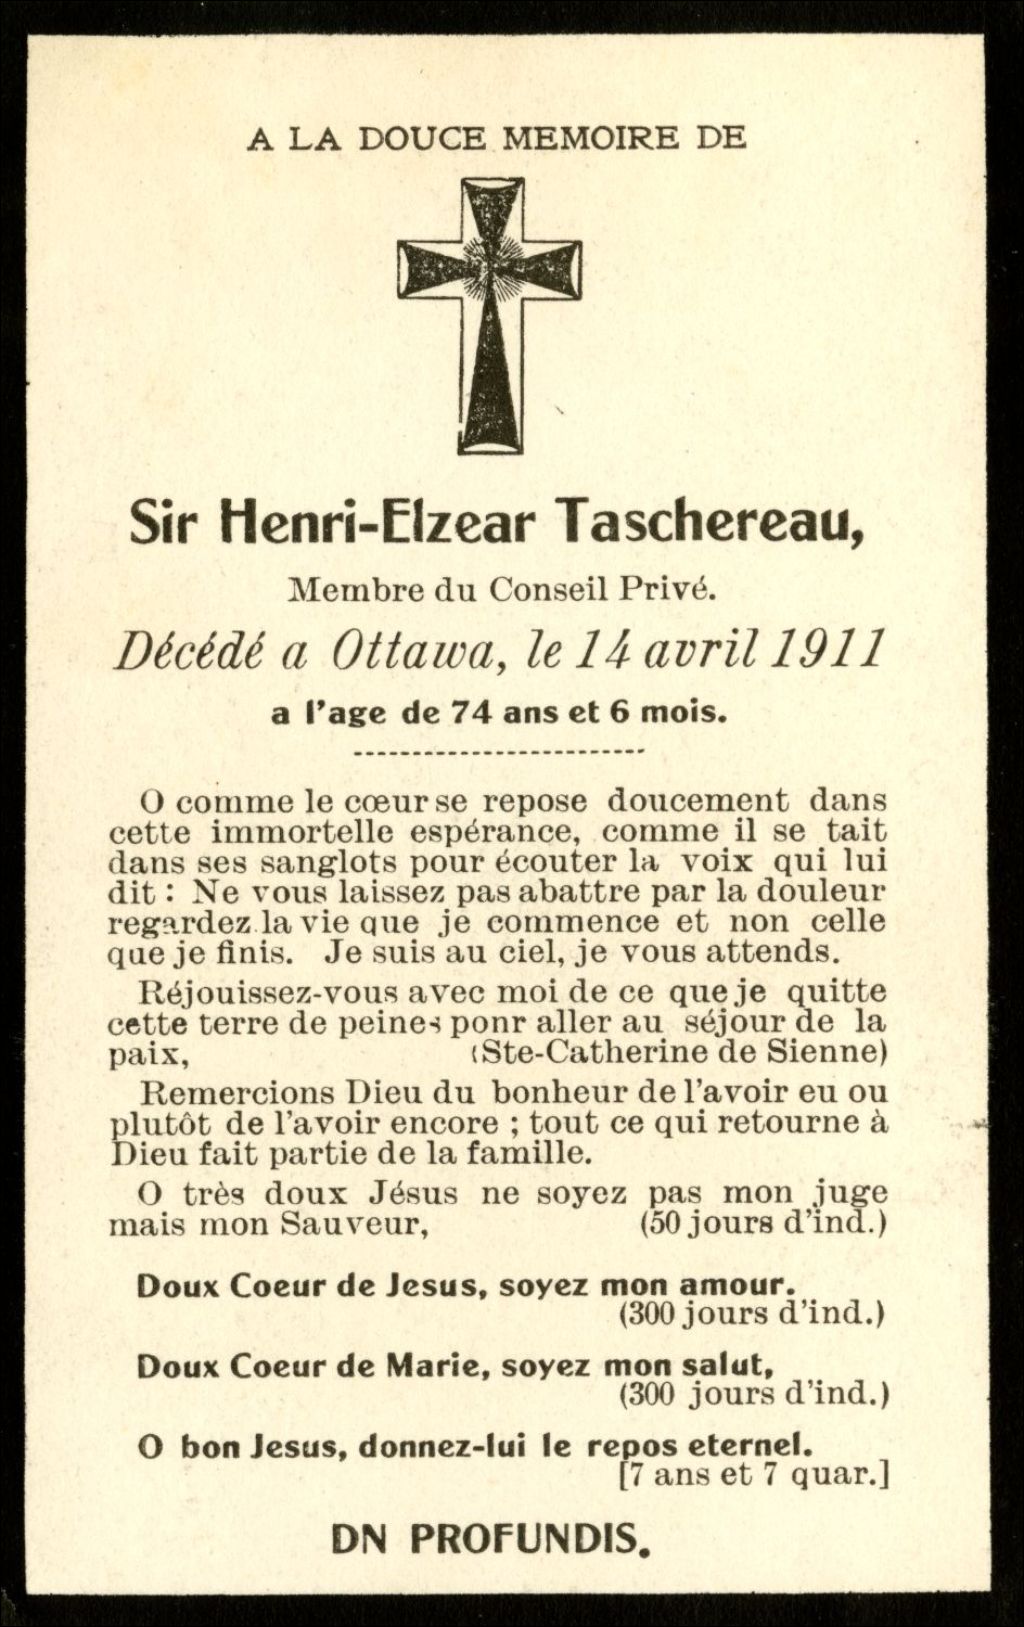 A LA DOUCE MEMOIRE DE
Sir Henri-Elzear Taschereau,
Membre du Conseil Privé.
Décédé a Ottawa, le 14 avril 1911
a l'age de 74 ans et 6 mois.
O comme le cœur se repose doucement dans
cette immortelle espérance, comme il se tait
dans ses sanglots pour écouter la voix qui lui
dit : Ne vous laissez pas abattre par la douleur
regardez la vie que je commence et non celle
que je finis. Je suis au ciel, je vous attends.
Réjouissez-vous avec moi de ce que je quitte
cette terre de peines ponr aller au séjour de la
paix, (Ste-Catherine de Sienne)
Remercions Dieu du bonheur de l'avoir eu ou
plutôt de l'avoir encore ; tout ce qui retourne à
Dieu fait partie de la famille.
O très doux Jésus ne soyez pas mon juge
mais mon Sauveur, (50 jours d'ind.)
Doux Coeur de Jesus, soyez mon amour.
(300 jours d'ind.)
Doux Coeur de Marie, soyez mon salut,
(300 jours d'ind.)
O bon Jesus, donnez-lui le repos eternel.
[7 ans et 7 quar.]
DN PROFUNDIS.